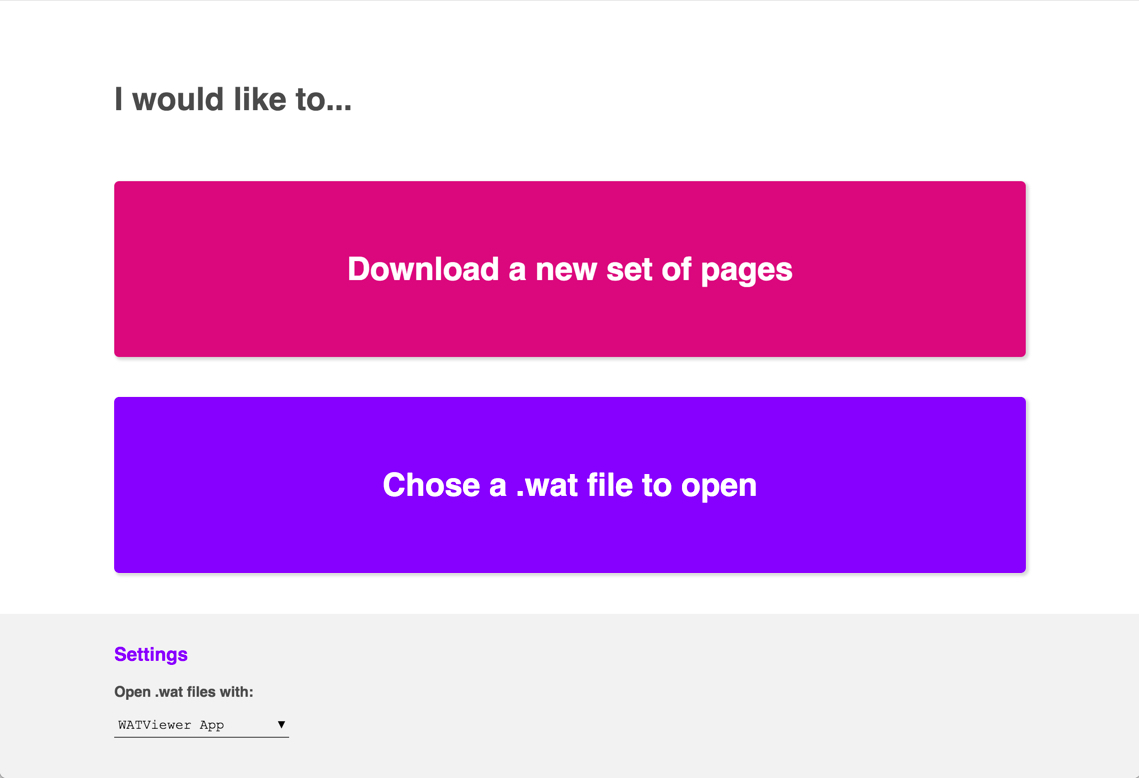 I would like to...
Download a new set of pages
Chose a .wat file to open
Settings
Open .wat files with:
WATViewer App ▼